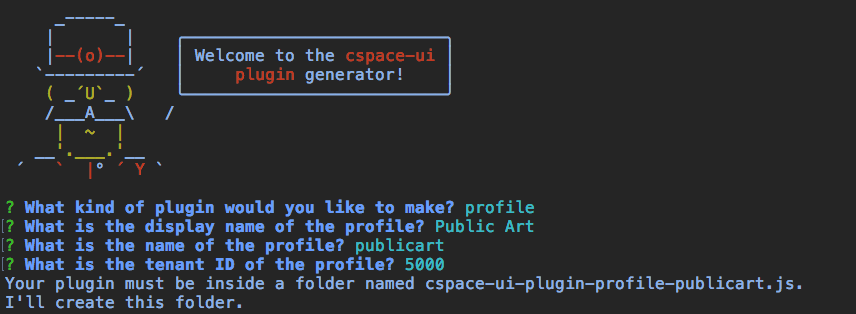 Welcome to the cspace-ui
plugin generator!
? What kind of plugin would you like to make? profile
? What is the display name of the profile? Public Art
? What is the name of the profile? publicart
? What is the tenant ID of the profile? 5000
Your plugin must be inside a folder named cspace-ui-plugin-profile-publicart.js.
I'll create this folder.